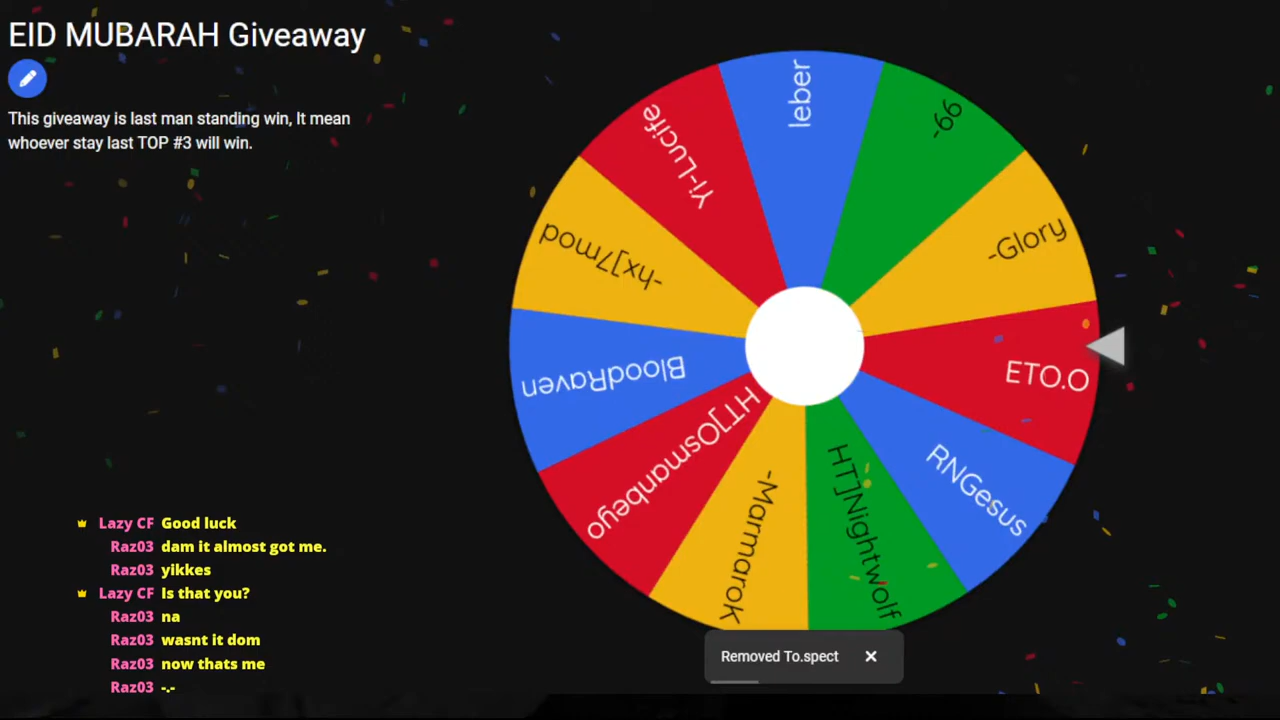 EID MUBARAH Giveaway
This giveaway is last man standing win, It mean
whoever stay last TOP #3 will win.
leber
-66
-Glory
ETO.O
RNGesus
HT]Nightwolf
-MarmaroK
HT]Osmanbeyo
BloodRaven
-hx]7mod
Yi-Lucife
Lazy CF Good luck
Raz03 dam it almost got me.
Raz03 yikkes
Lazy CF Is that you?
Raz03 na
Raz03 wasnt it dom
Raz03 now thats me
Raz03 -.-
Removed To.spect